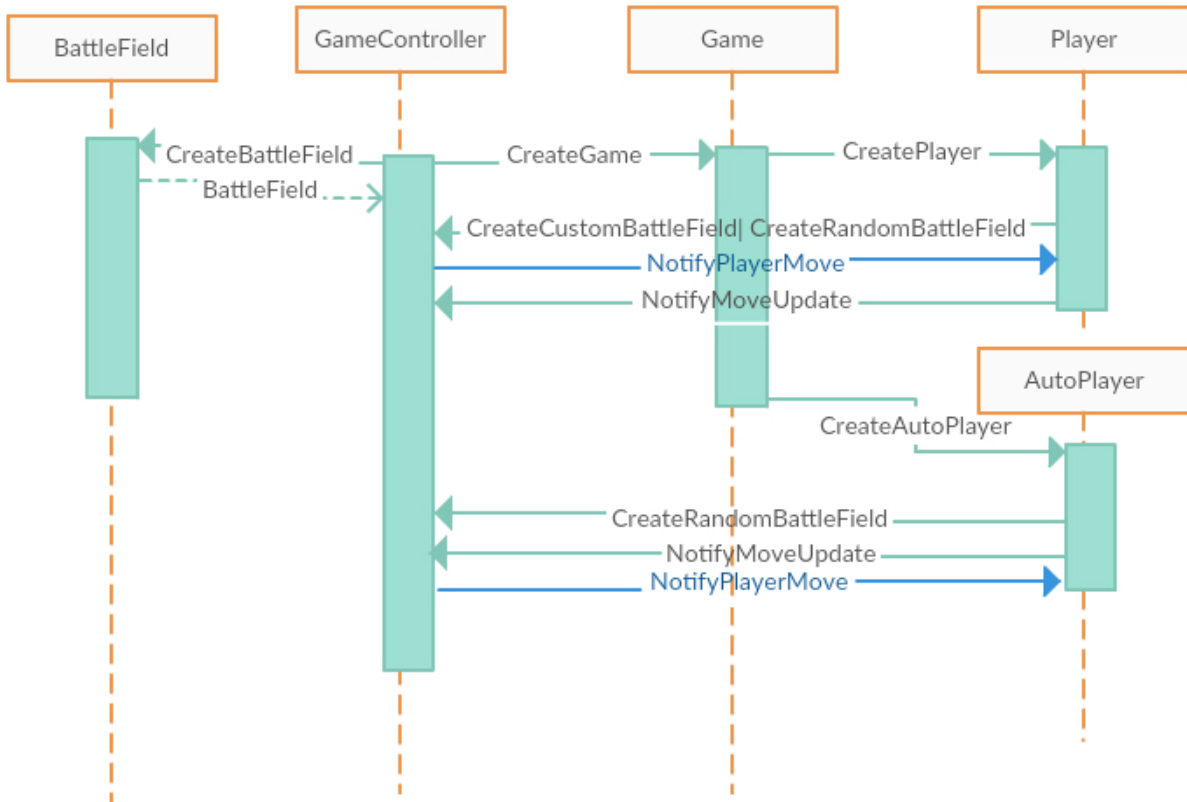 BattleField
GameController
Game
Player
CreateBattleField
CreateGame
CreatePlayer
BattleField
CreateCustomBattleField| CreateRandomBattleField
NotifyPlayerMove
NotifyMoveUpdate
AutoPlayer
CreateAutoPlayer
CreateRandomBattleField
NotifyMoveUpdate
NotifyPlayerMove